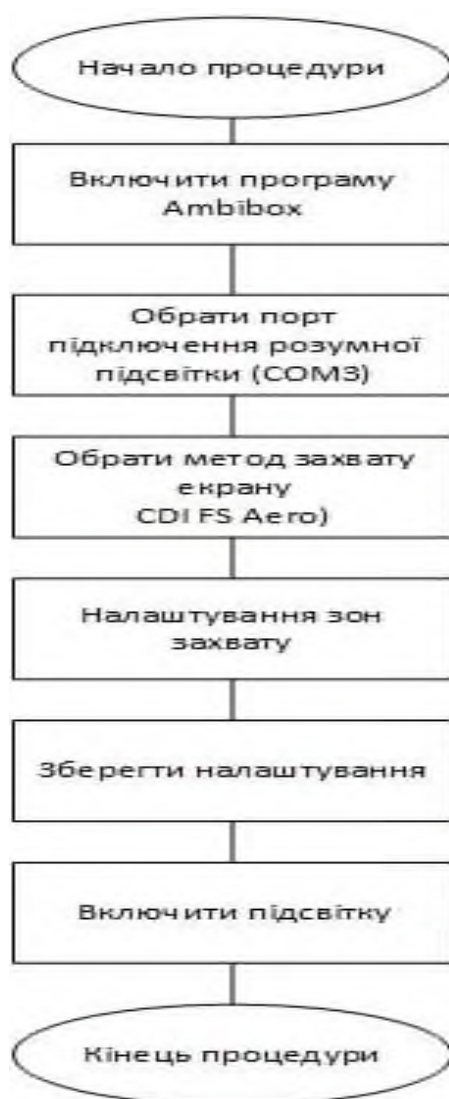 Начало процедури
Включити програму
Ambibox
Обрати порт
підключення розумної
підсвітки (COM3)
Обрати метод захвату
екрану
CDI FS Aero)
Налаштування зон
захвату
Зберегти налаштування
Включити підсвітку
Кінець процедури